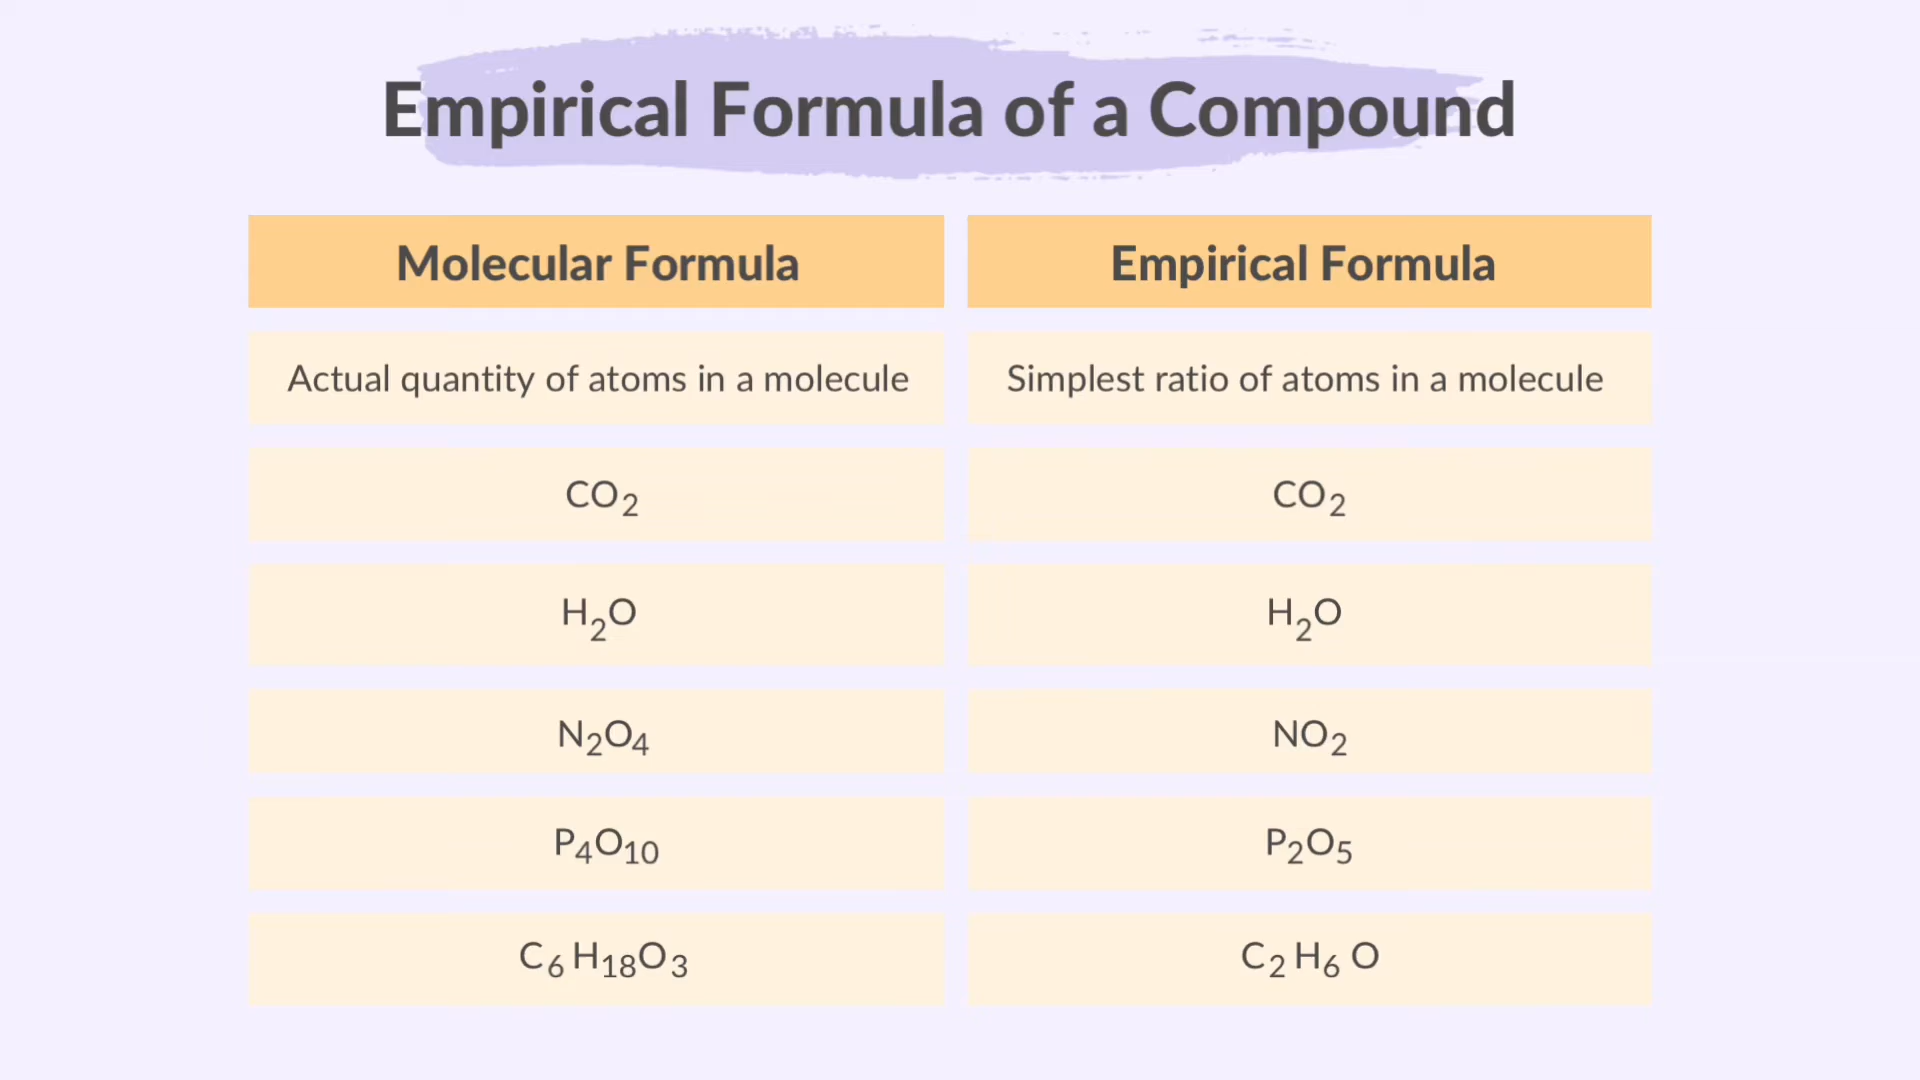 Empirical Formula of a Compound
Molecular Formula Empirical Formula
Actual quantity of atoms in a molecule Simplest ratio of atoms in a molecule
CO₂ CO₂
H₂O H₂O
N₂O₄ NO₂
P₄O₁₀ P₂O₅
C₆H₁₈O₃ C₂H₆O